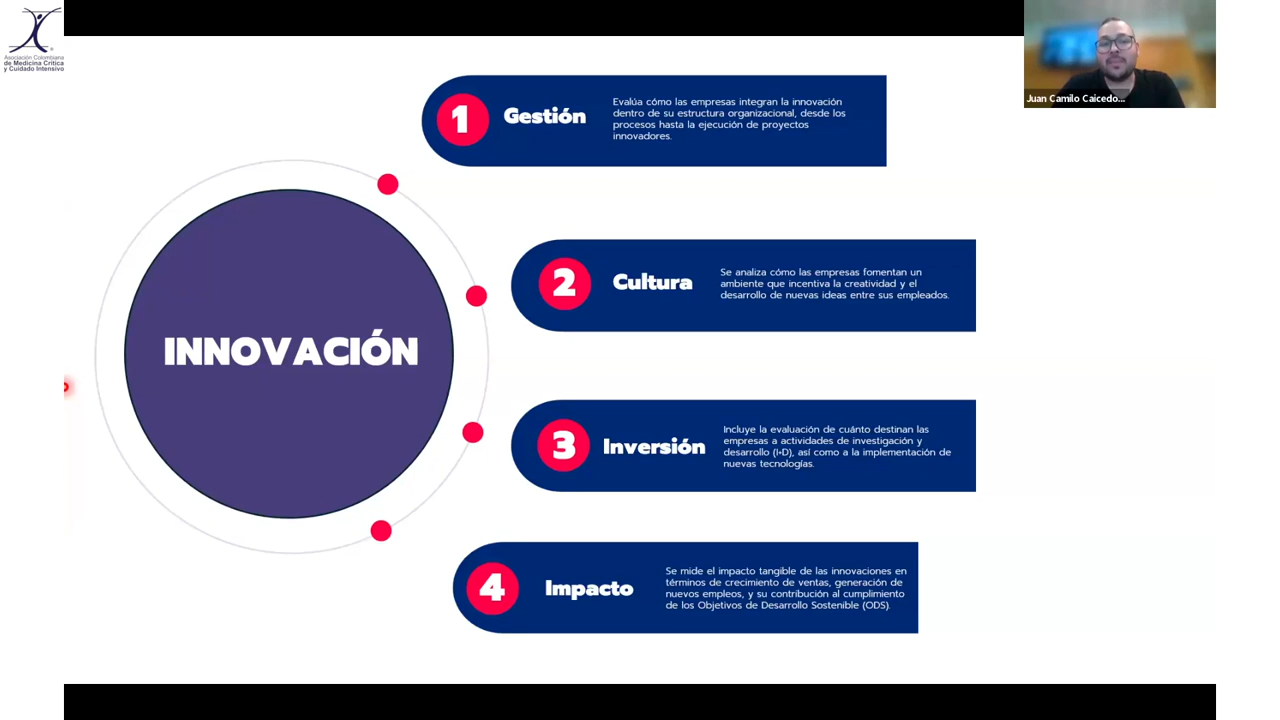 Asociación Colombiana
de Medicina Crítica
y Cuidado Intensivo
Juan Camilo Caicedo...
INNOVACIÓN
1
Gestión
Evalúa cómo las empresas integran la innovación
dentro de su estructura organizacional, desde los
procesos hasta la ejecución de proyectos
innovadores.
2
Cultura
Se analiza cómo las empresas fomentan un
ambiente que incentiva la creatividad y el
desarrollo de nuevas ideas entre sus empleados.
3
Inversión
Incluye la evaluación de cuánto destinan las
empresas a actividades de investigación y
desarrollo (I+D), así como a la implementación de
nuevas tecnologías.
4
Impacto
Se mide el impacto tangible de las innovaciones en
términos de crecimiento de ventas, generación de
nuevos empleos, y su contribución al cumplimiento
de los Objetivos de Desarrollo Sostenible (ODS).